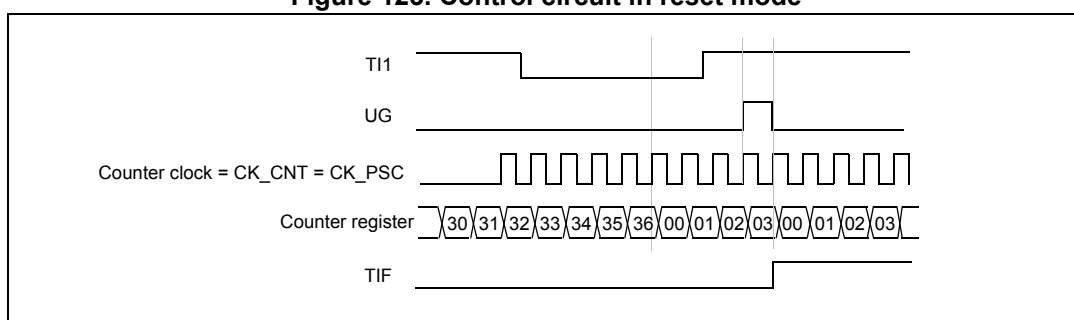 Figure 125. Control circuit in reset mode
TI1
UG
Counter clock = CK_CNT = CK_PSC
Counter register 30 31 32 33 34 35 36 00 01 02 03 00 01 02 03
TIF